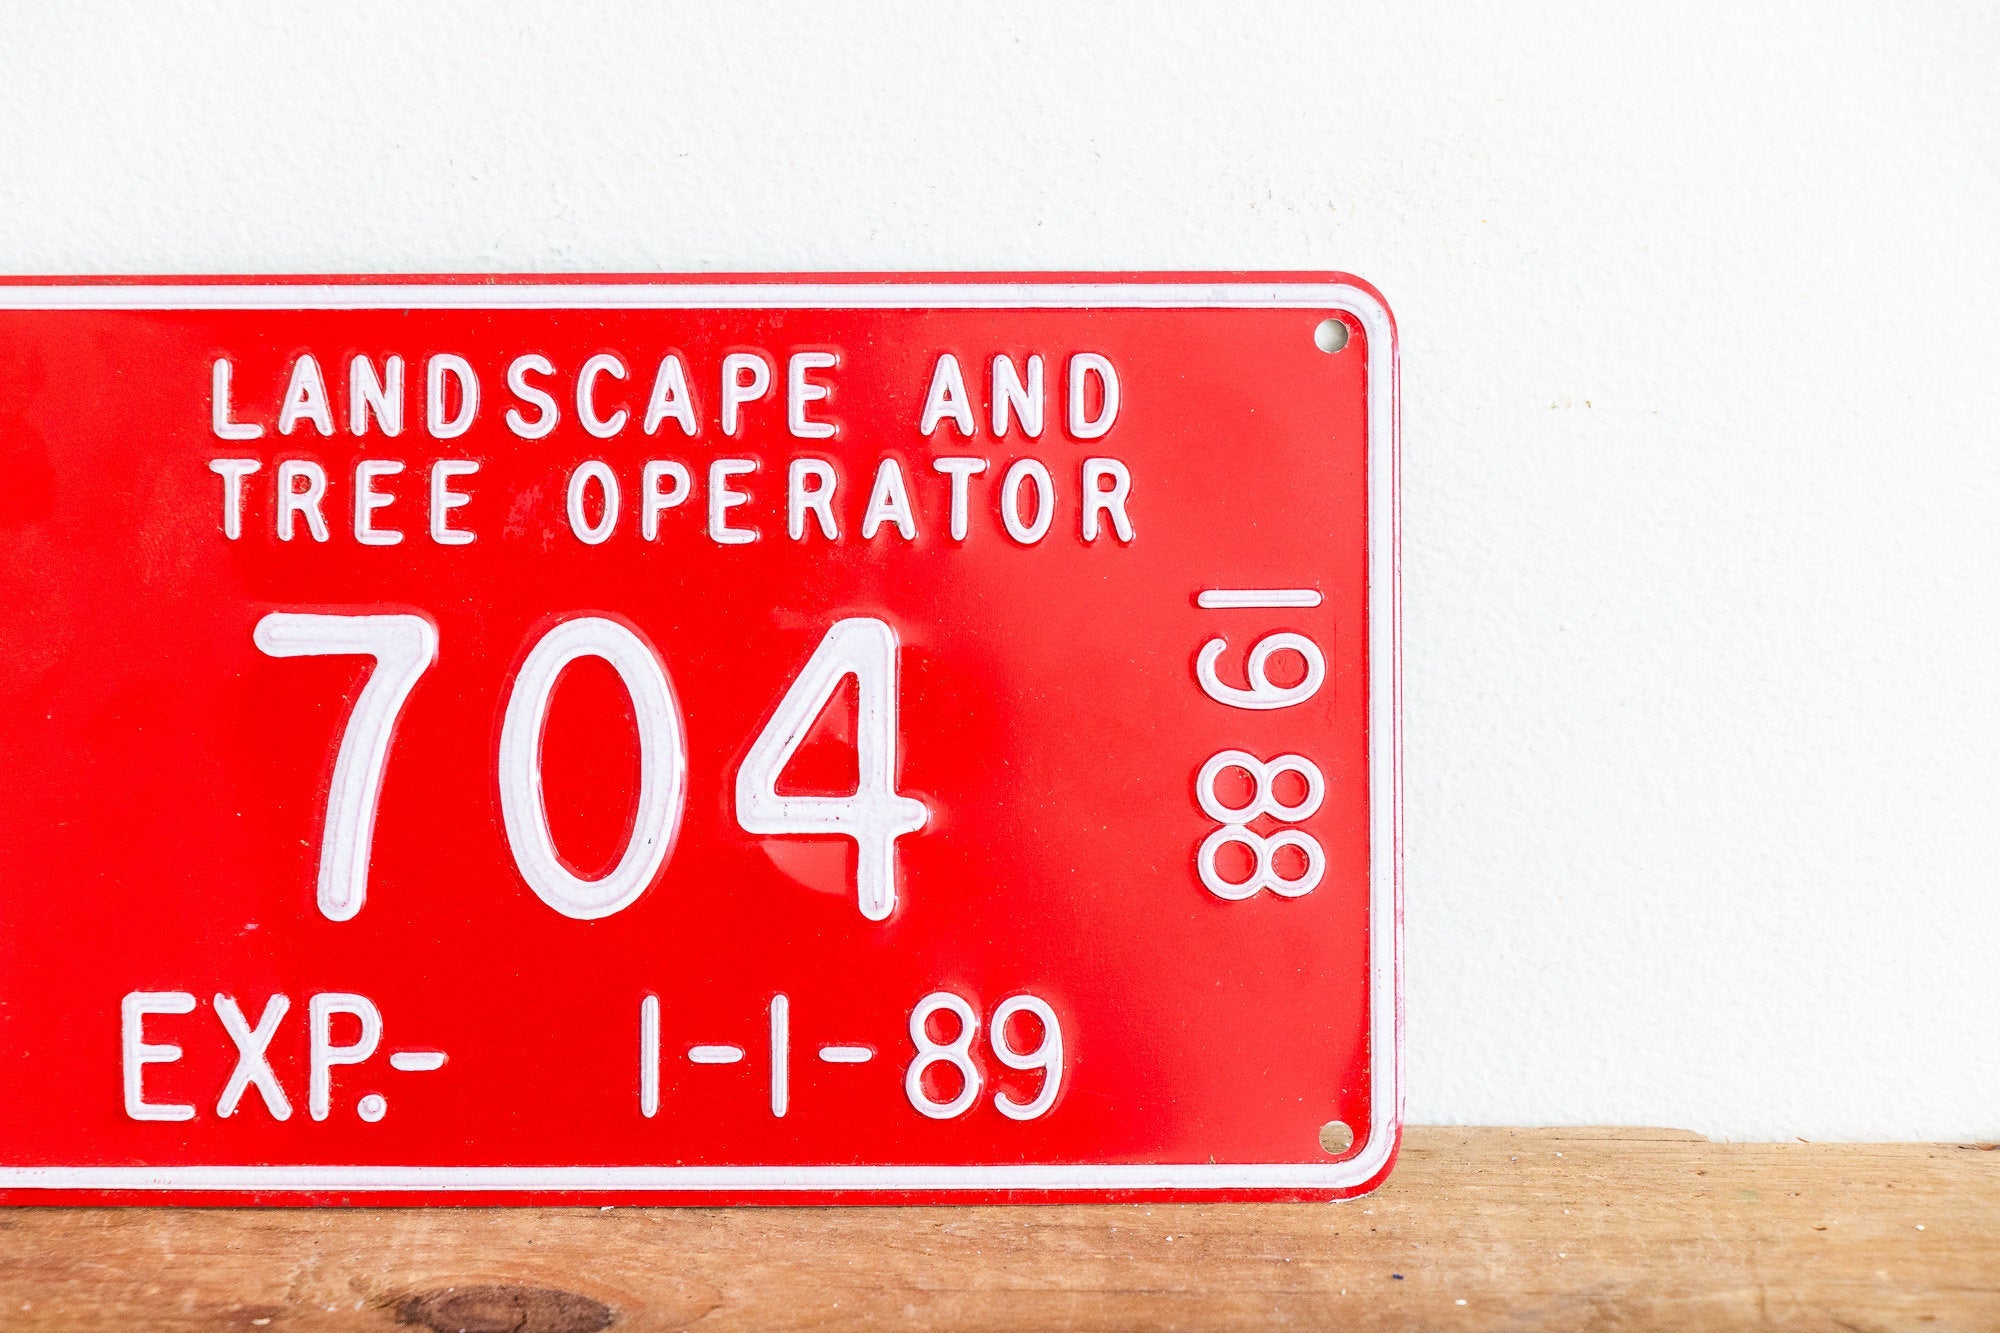 LANDSCAPE AND
TREE OPERATOR
704
1988
EXP.- 1-1-89